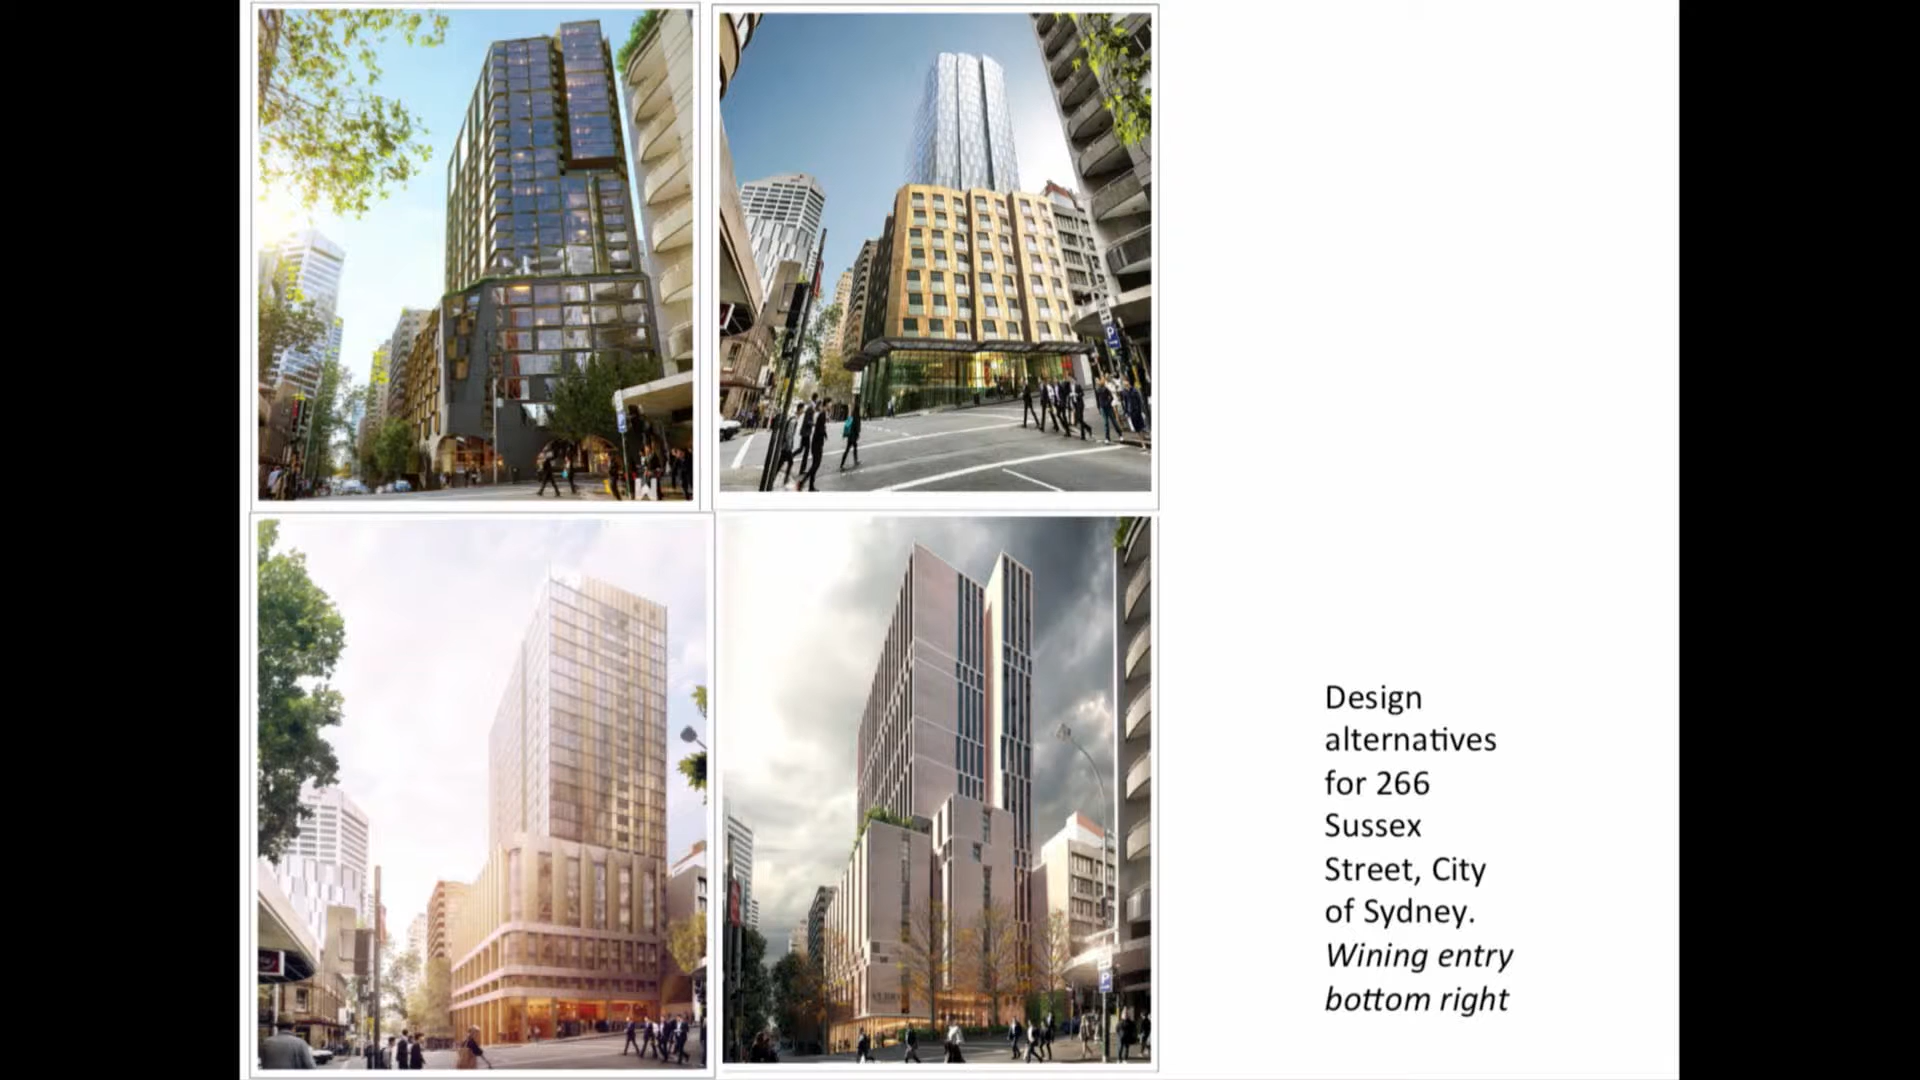 P
P
Design
alternatives
for 266
Sussex
Street, City
of Sydney.
Wining entry
bottom right